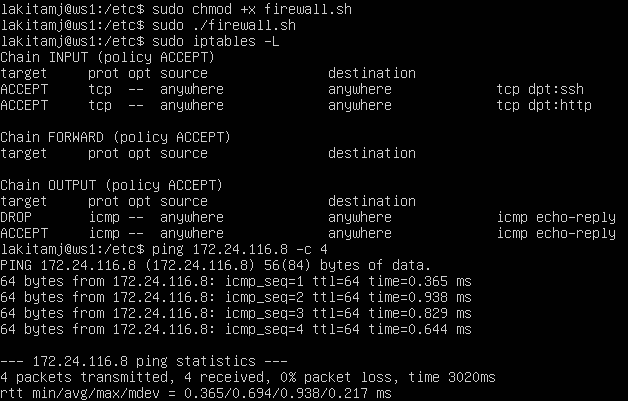 lakitamj@ws1:/etc$ sudo chmod +x firewall.sh
lakitamj@ws1:/etc$ sudo ./firewall.sh
lakitamj@ws1:/etc$ sudo iptables -L
Chain INPUT (policy ACCEPT)
target     prot opt source               destination
ACCEPT     tcp  --  anywhere             anywhere             tcp dpt:ssh
ACCEPT     tcp  --  anywhere             anywhere             tcp dpt:http

Chain FORWARD (policy ACCEPT)
target     prot opt source               destination

Chain OUTPUT (policy ACCEPT)
target     prot opt source               destination
DROP       icmp --  anywhere             anywhere             icmp echo-reply
ACCEPT     icmp --  anywhere             anywhere             icmp echo-reply
lakitamj@ws1:/etc$ ping 172.24.116.8 -c 4
PING 172.24.116.8 (172.24.116.8) 56(84) bytes of data.
64 bytes from 172.24.116.8: icmp_seq=1 ttl=64 time=0.365 ms
64 bytes from 172.24.116.8: icmp_seq=2 ttl=64 time=0.938 ms
64 bytes from 172.24.116.8: icmp_seq=3 ttl=64 time=0.829 ms
64 bytes from 172.24.116.8: icmp_seq=4 ttl=64 time=0.644 ms

--- 172.24.116.8 ping statistics ---
4 packets transmitted, 4 received, 0% packet loss, time 3020ms
rtt min/avg/max/mdev = 0.365/0.694/0.938/0.217 ms